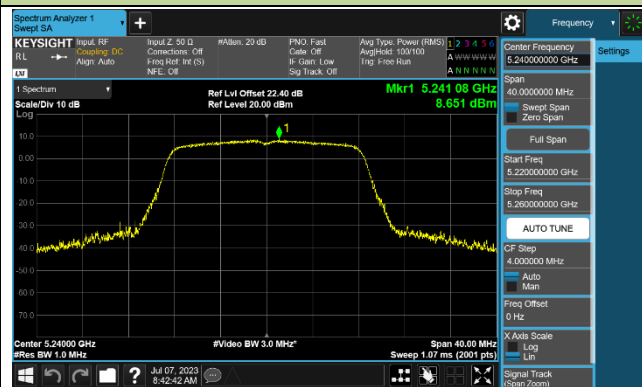 Spectrum Analyzer 1
Swept SA
Frequency
KEYSIGHT
RL
LXI
Input: RF
Coupling: DC
Align: Auto
Input Z: 50 Ω
Corrections: Off
Freq Ref: Int (S)
NFE: Off
#Atten: 20 dB
PNO: Fast
Gate: Off
IF Gain: Low
Sig Track: Off
Avg Type: Power (RMS)
Avg|Hold: 100/100
Trig: Free Run
1 2 3 4 5 6
A W W W W W
A N N N N N
1 Spectrum
Scale/Div 10 dB
Log
Ref Lvl Offset 22.40 dB
Ref Level 20.00 dBm
Mkr1 5.241 08 GHz
8.651 dBm
1
10.0
0.00
-10.0
-20.0
-30.0
-40.0
-50.0
-60.0
-70.0
Center 5.24000 GHz
#Res BW 1.0 MHz
#Video BW 3.0 MHz*
Span 40.00 MHz
Sweep 1.07 ms (2001 pts)
Jul 07, 2023
8:42:42 AM
?
Center Frequency
5.240000000 GHz
Settings
Span
40.0000000 MHz
Swept Span
Zero Span
Full Span
Start Freq
5.220000000 GHz
Stop Freq
5.260000000 GHz
AUTO TUNE
CF Step
4.000000 MHz
Auto
Man
Freq Offset
0 Hz
X Axis Scale
Log
Lin
Signal Track
(Span Zoom)